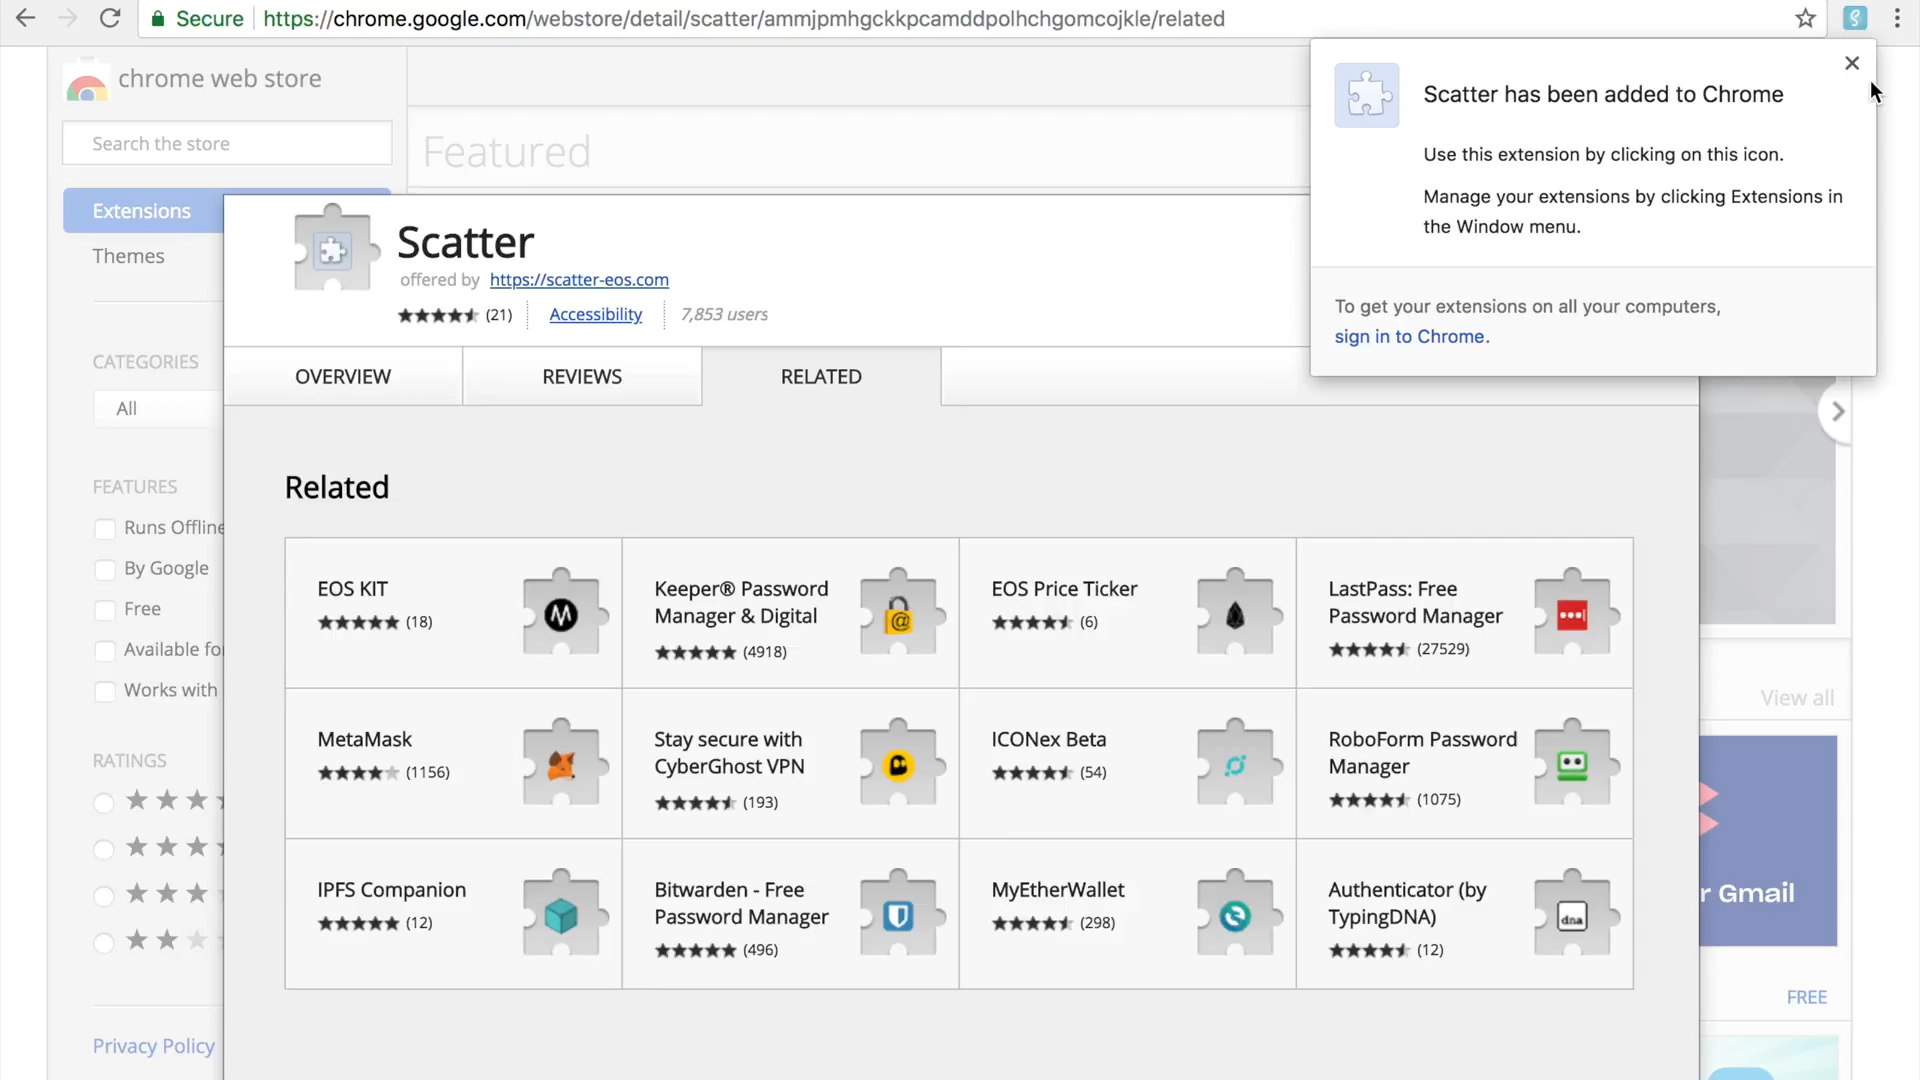 Secure
https://chrome.google.com/webstore/detail/scatter/ammjpmhgckkpcamddpolhchgomcojkle/related
chrome web store
Search the store
Featured
Extensions
Themes
CATEGORIES
All
FEATURES
Runs Offline
By Google
Free
Available fo
Works with
RATINGS
Privacy Policy
Scatter
offered by https://scatter-eos.com
(21)
Accessibility
7,853 users
OVERVIEW
REVIEWS
RELATED
Scatter has been added to Chrome
Use this extension by clicking on this icon.
Manage your extensions by clicking Extensions in
the Window menu.
To get your extensions on all your computers,
sign in to Chrome.
Related
EOS KIT
(18)
Keeper® Password
Manager & Digital
(4918)
EOS Price Ticker
(6)
LastPass: Free
Password Manager
(27529)
MetaMask
(1156)
Stay secure with
CyberGhost VPN
(193)
ICONex Beta
(54)
RoboForm Password
Manager
(1075)
IPFS Companion
(12)
Bitwarden - Free
Password Manager
(496)
MyEtherWallet
(298)
Authenticator (by
TypingDNA)
(12)
dna
View all
r Gmail
FREE